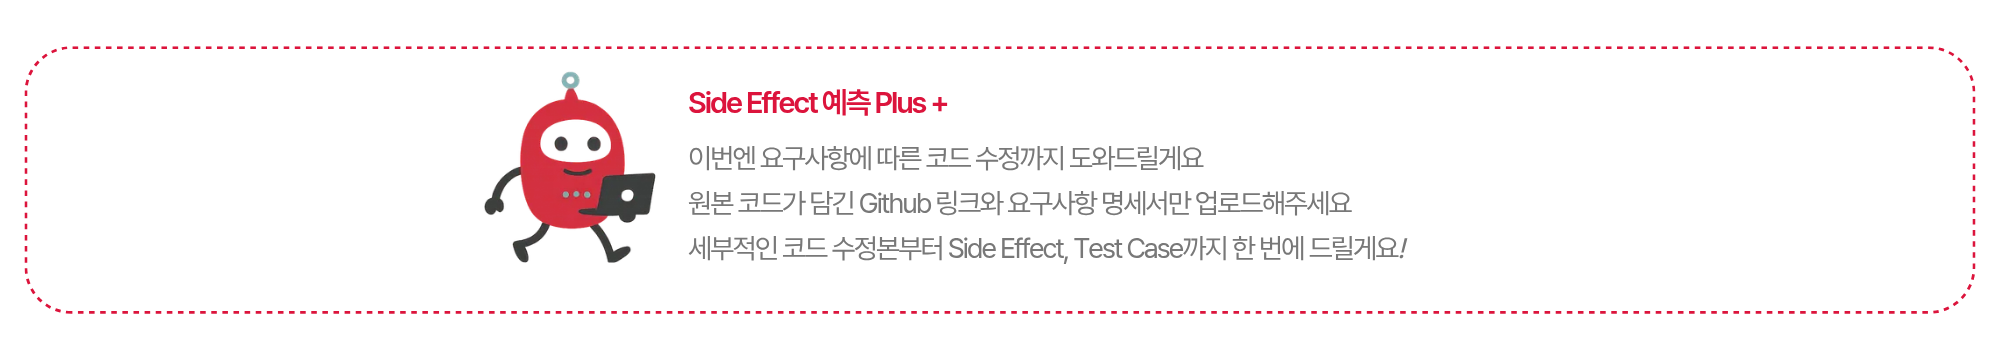 Side Effect 예측 Plus +
이번엔 요구사항에 따른 코드 수정까지 도와드릴게요
원본 코드가 담긴 Github 링크와 요구사항 명세서만 업로드해주세요
세부적인 코드 수정본부터 Side Effect, Test Case까지 한 번에 드릴게요!